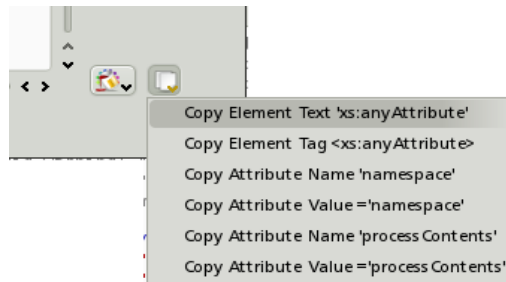 Copy Element Text 'xs:anyAttribute'
Copy Element Tag <xs:anyAttribute>
Copy Attribute Name 'namespace'
Copy Attribute Value ='namespace'
Copy Attribute Name 'processContents'
Copy Attribute Value ='processContents'